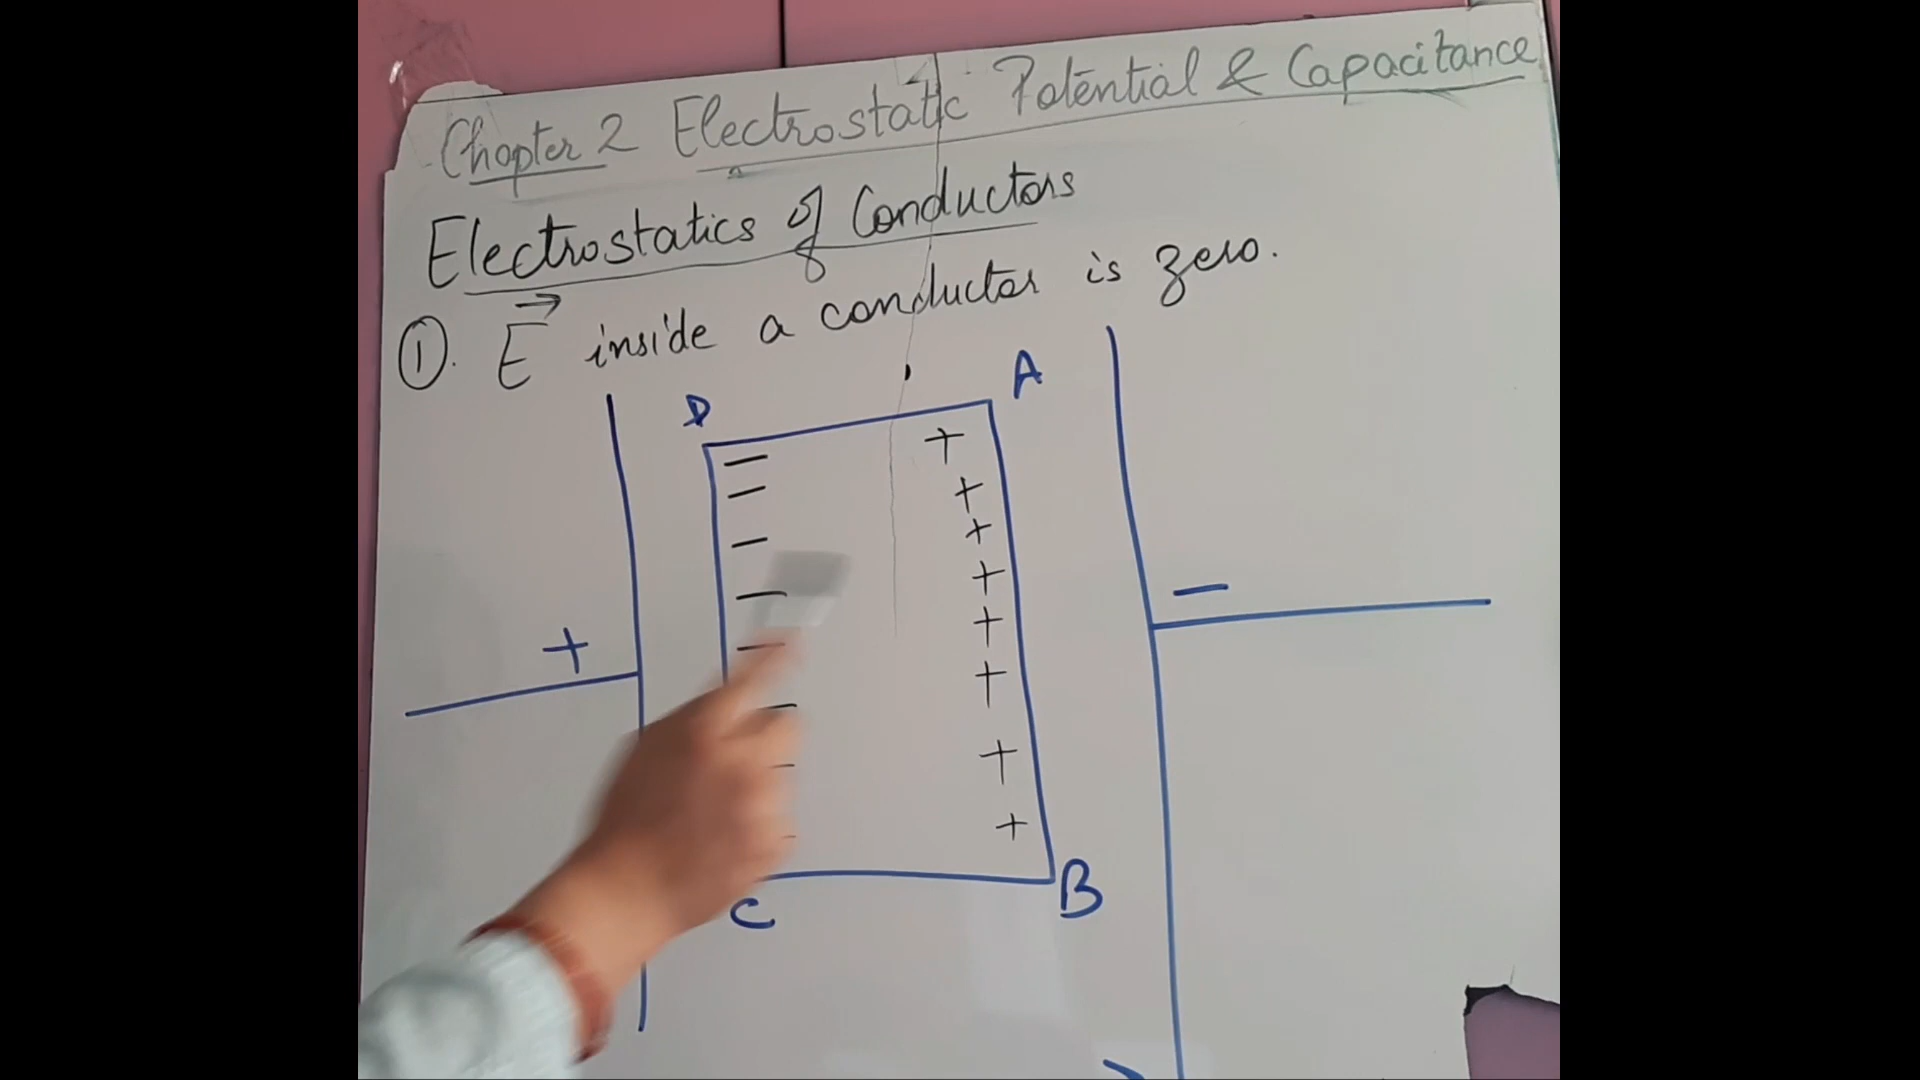 Chapter 2 Electrostatic Potential & Capacitance
Electrostatics of Conductors
①. E⃗ inside a conductor is zero.
D A
+ −
− +
− +
− +
− +
− +
− +
− +
− +
C B